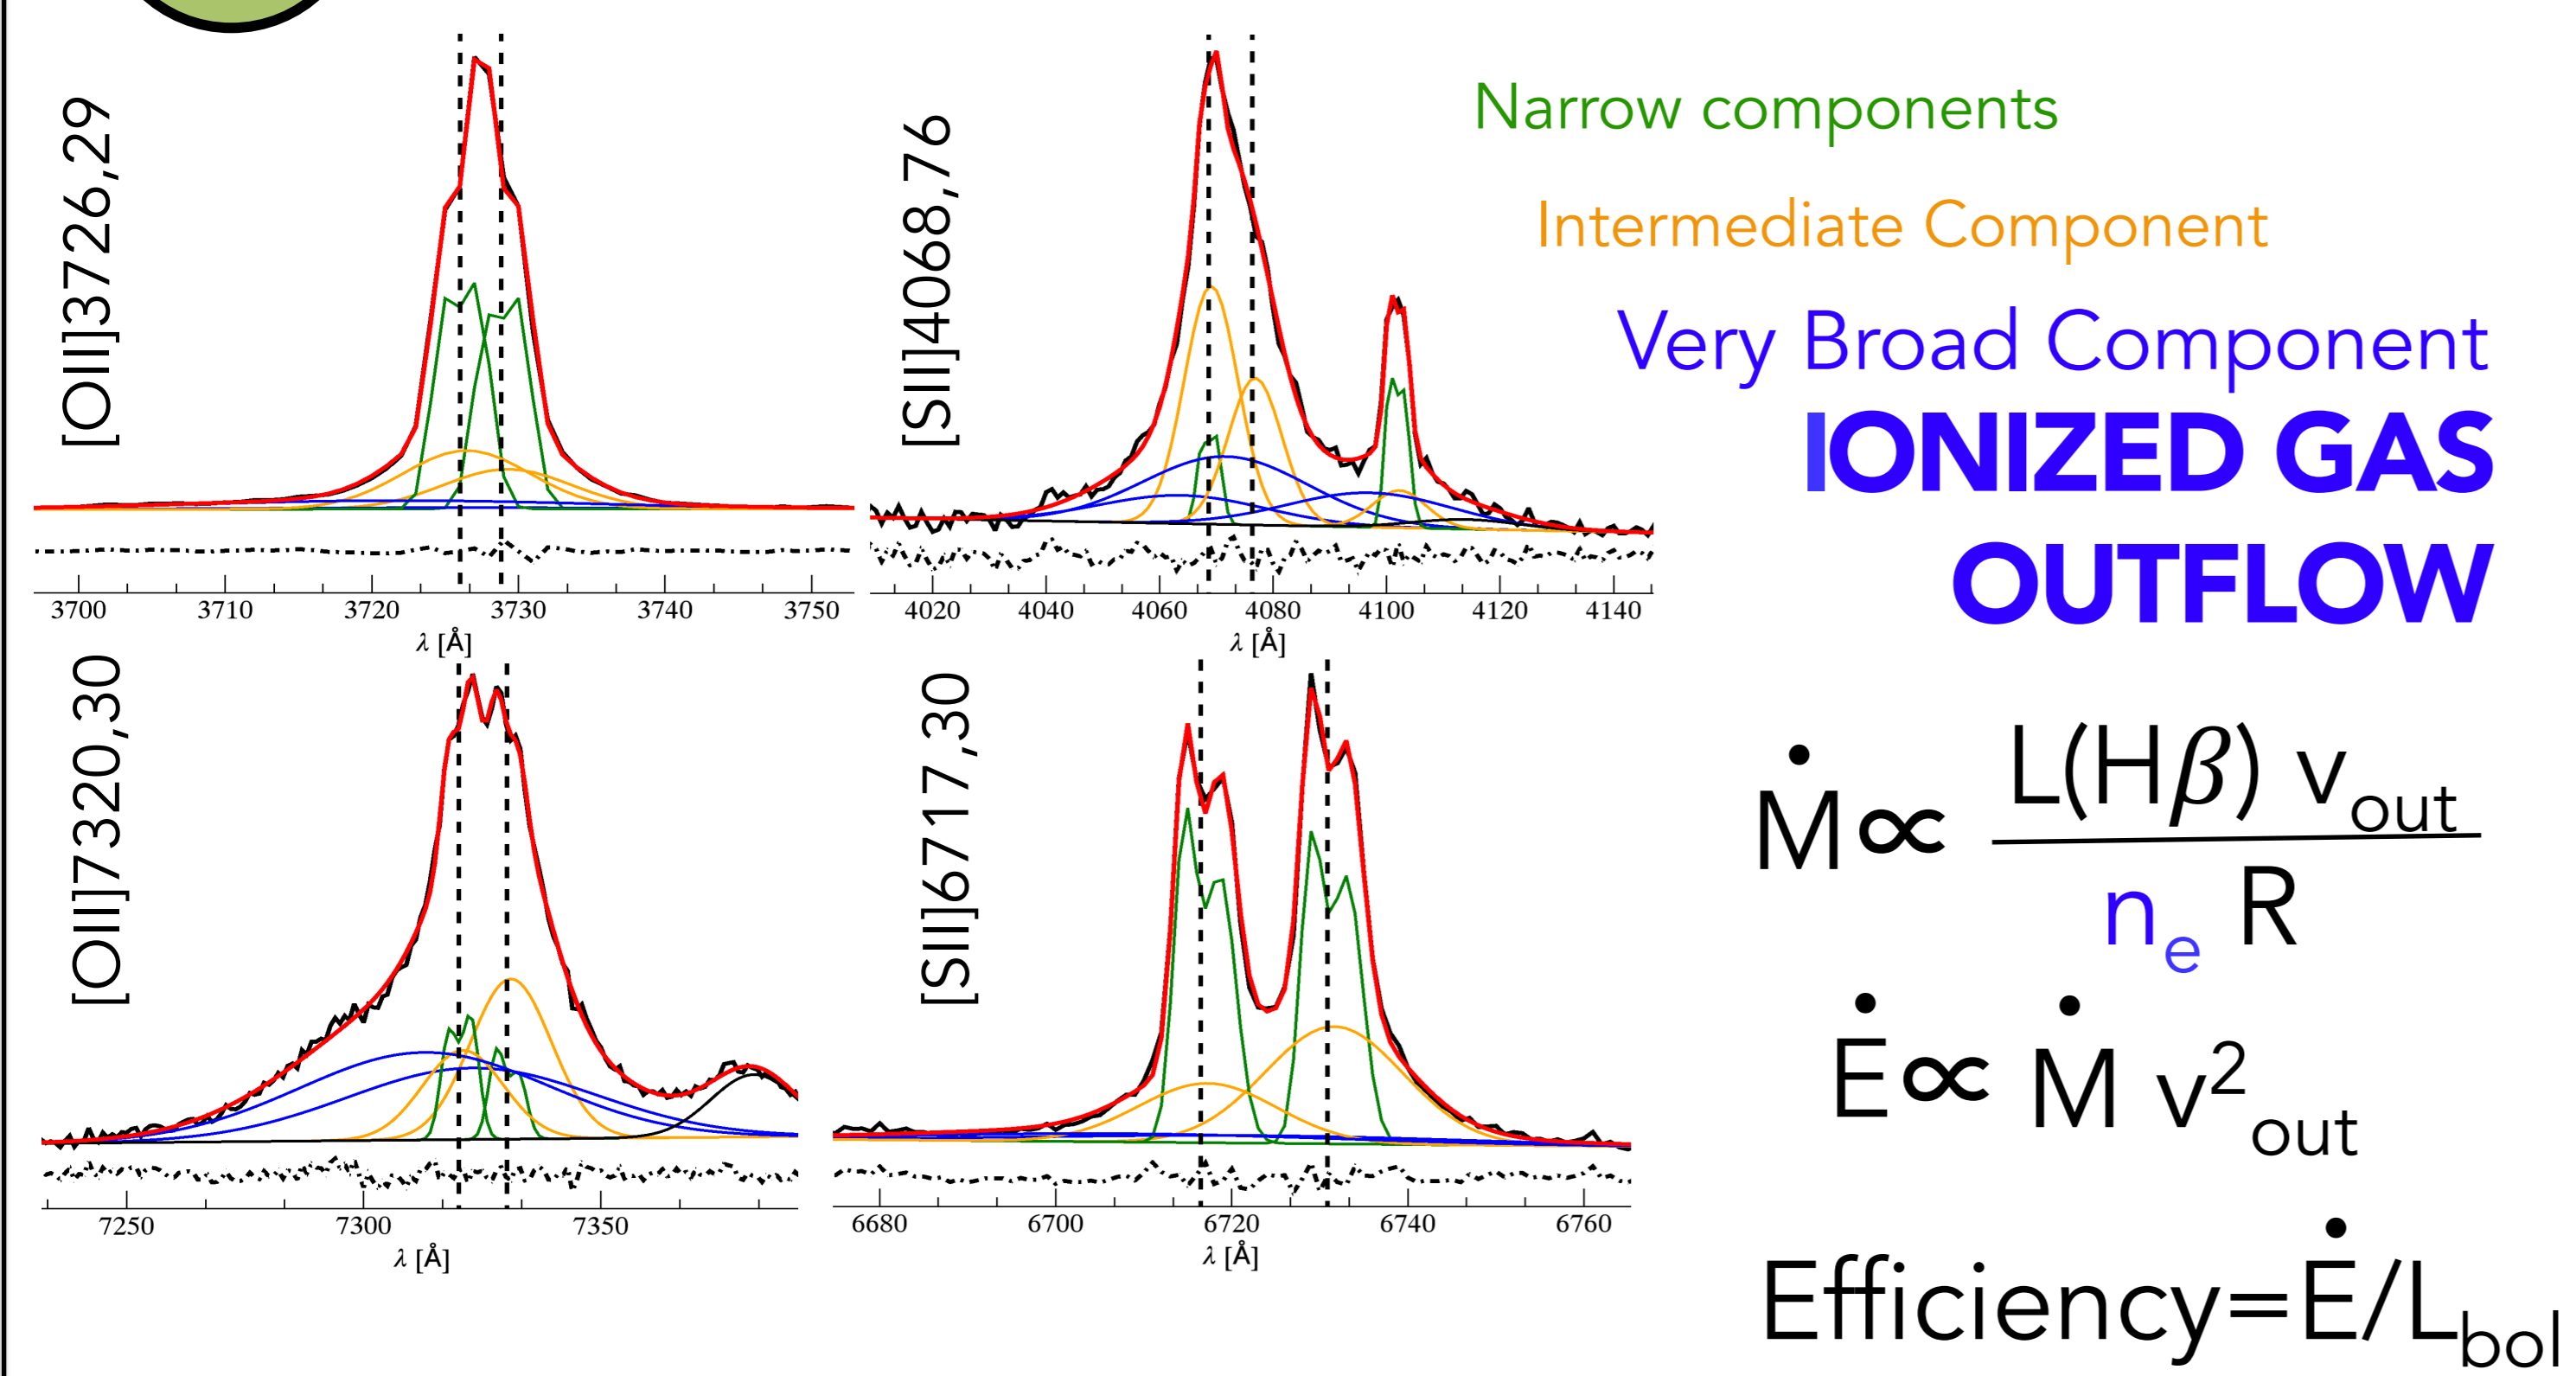 [OII]3726,29
3700 3710 3720 3730 3740 3750
λ [Å]
[SII]4068,76
4020 4040 4060 4080 4100 4120 4140
λ [Å]
[OII]7320,30
7250 7300 7350
λ [Å]
[SII]6717,30
6680 6700 6720 6740 6760
λ [Å]
Narrow components
Intermediate Component
Very Broad Component
IONIZED GAS
OUTFLOW
Ṁ ∝ L(Hβ) v_out / n_e R
Ė ∝ Ṁ v²_out
Efficiency=Ė/L_bol